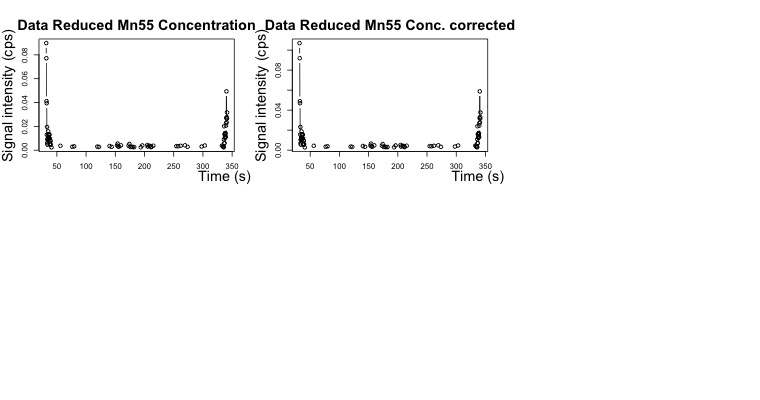 Data Reduced Mn55 Concentration
Signal intensity (cps)
0.00 0.02 0.04 0.06 0.08
50 100 150 200 250 300 350
Time (s)
Data Reduced Mn55 Conc. corrected
Signal intensity (cps)
0.00 0.04 0.08
50 100 150 200 250 300 350
Time (s)